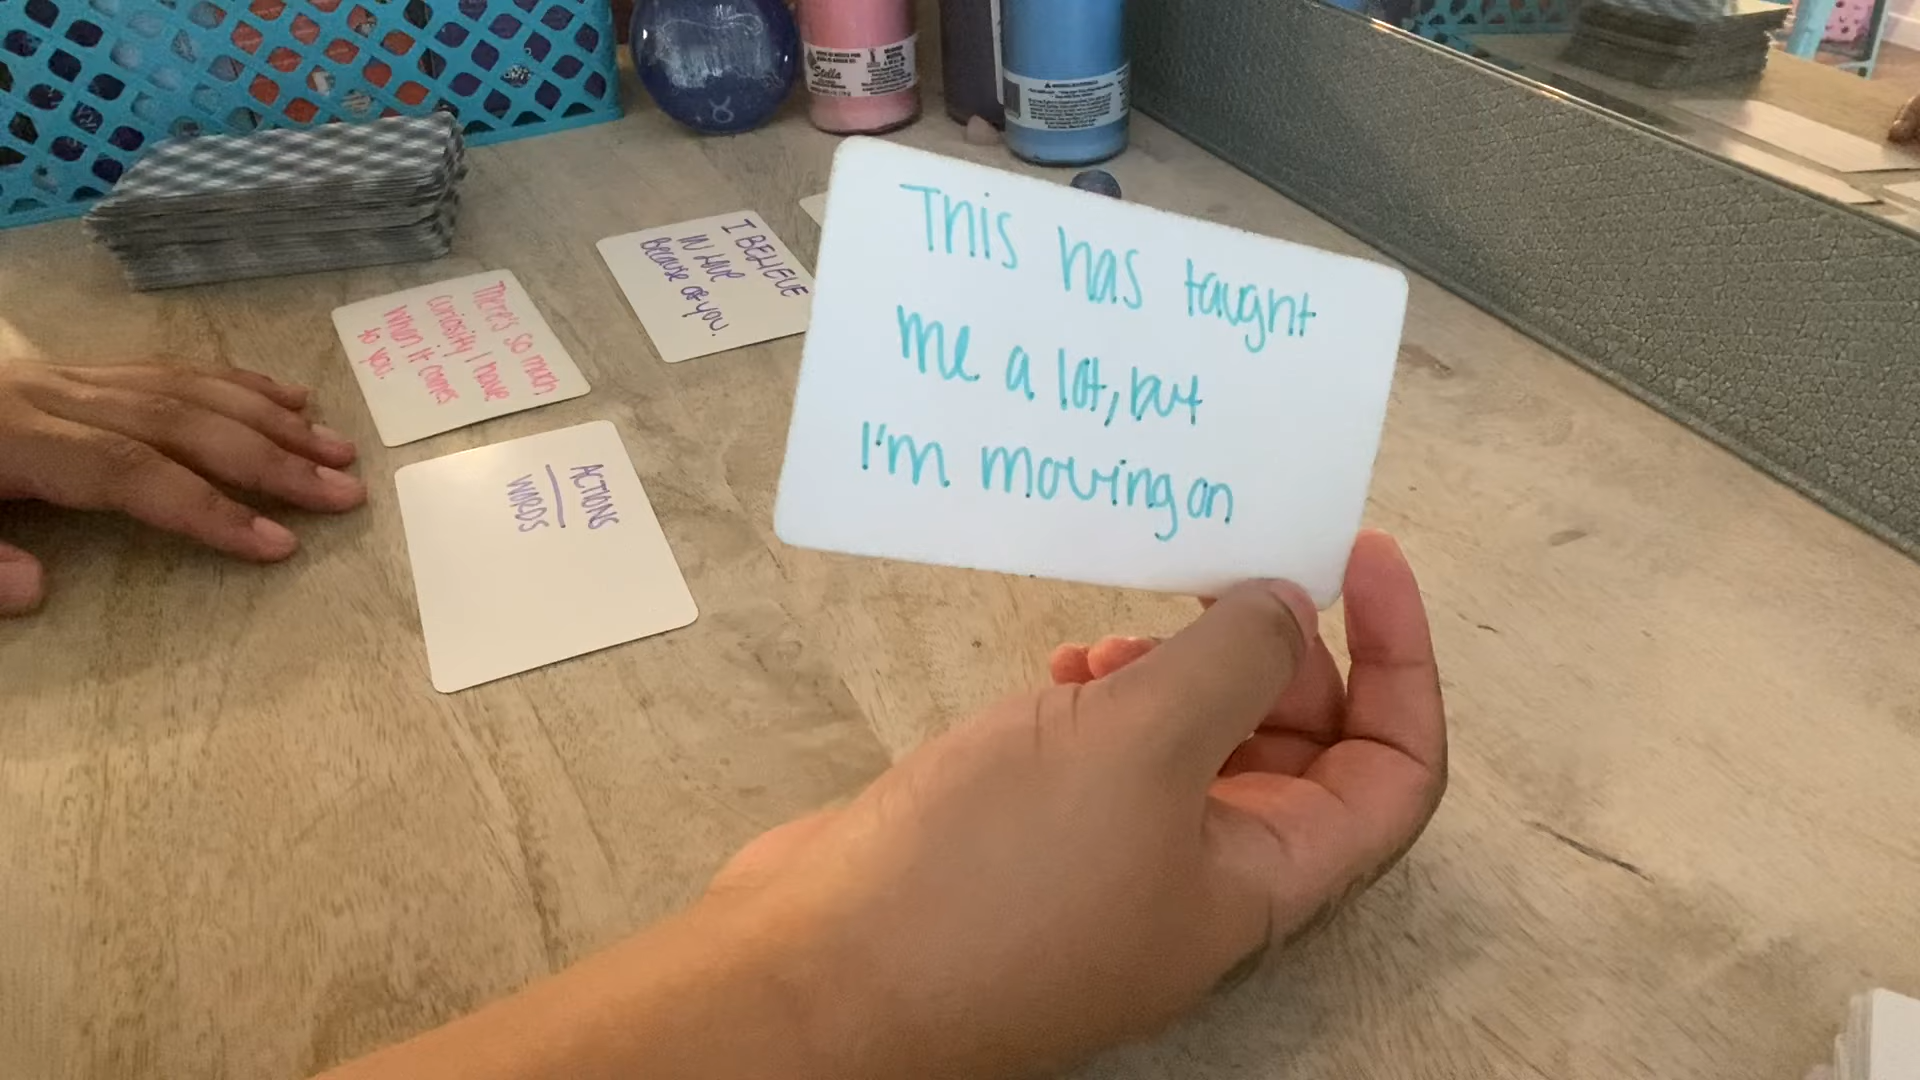 This has taught
me a lot, but
I'm moving on
I BELIEVE
IN LOVE
Because of you.
There's so much
curiosity I have
when it comes
to you.
ACTIONS
WORDS
Stella